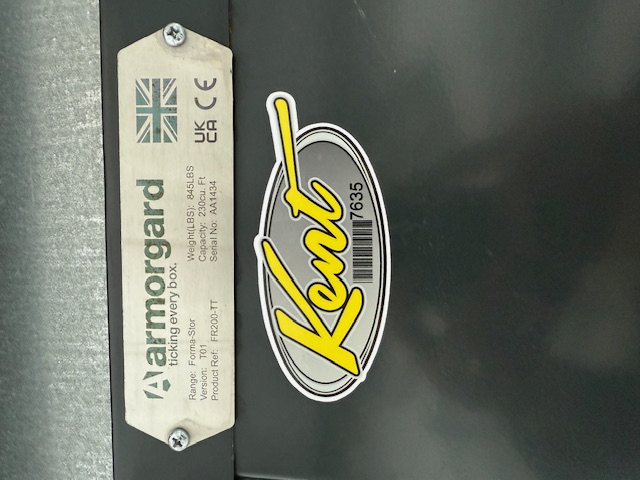 armorgard
ticking every box.
UK
CA CE
Range: Forma-Stor
Version: T01
Product Ref: FR200-TT
Weight(LBS): 845LBS
Capacity: 230cu. Ft
Serial No: AA1434
Kent
7635